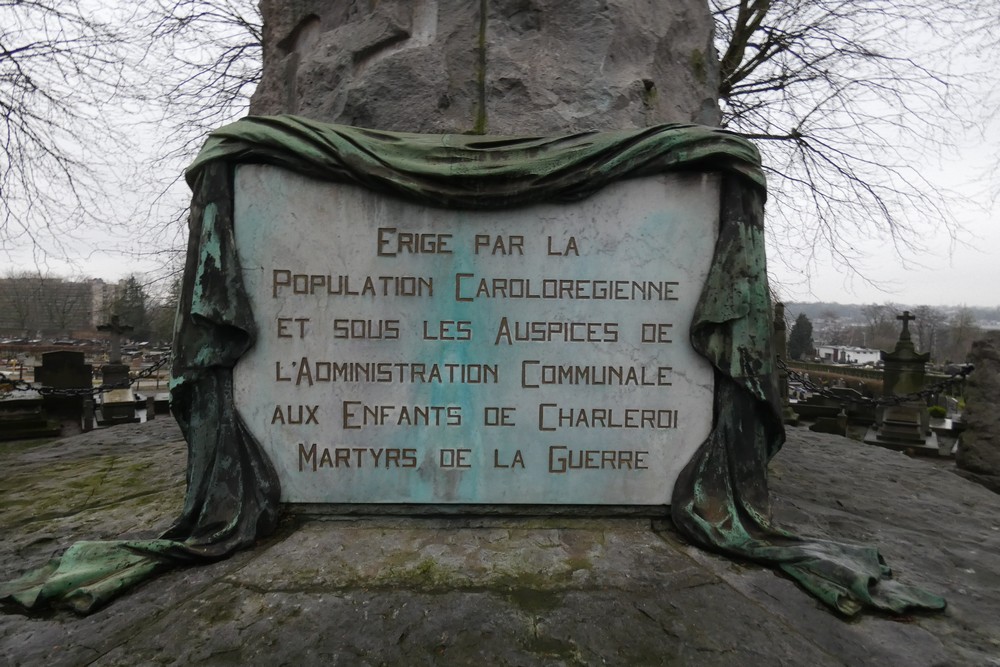 ERIGE PAR LA
POPULATION CAROLOREGIENNE
ET SOUS LES AUSPICES DE
L'ADMINISTRATION COMMUNALE
AUX ENFANTS DE CHARLEROI
MARTYRS DE LA GUERRE